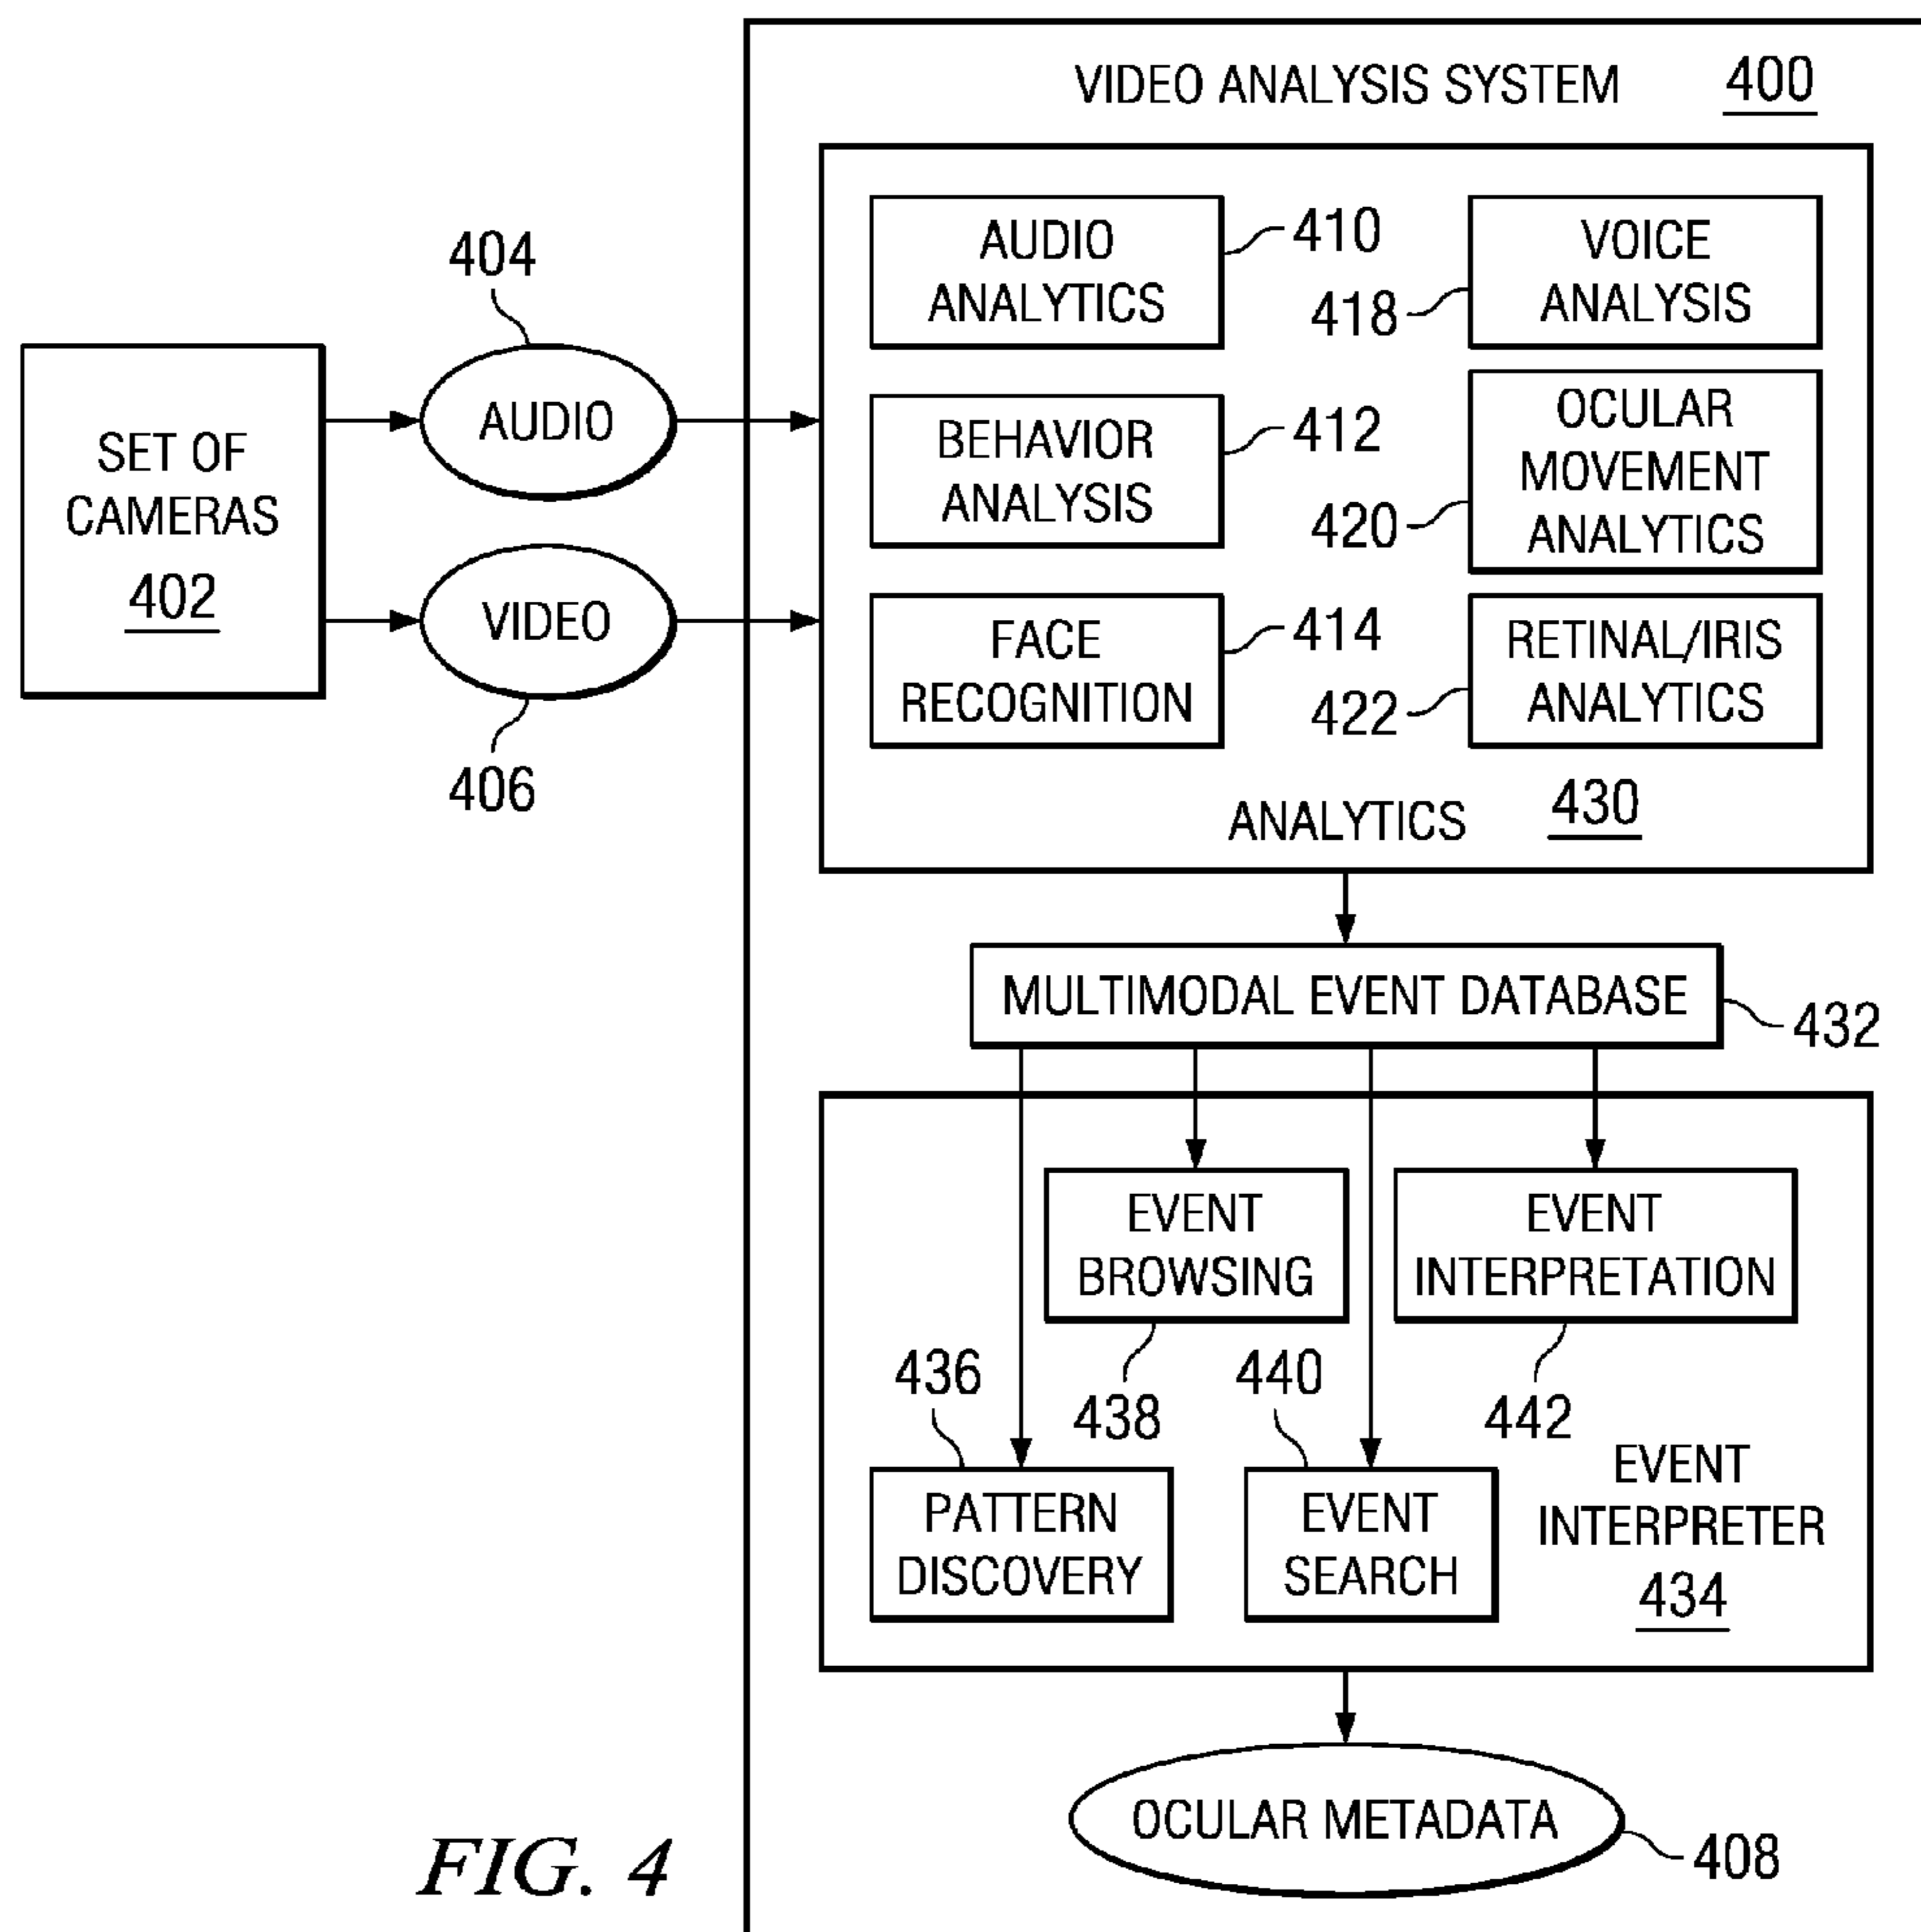 VIDEO ANALYSIS SYSTEM 400
AUDIO
ANALYTICS
410
VOICE
ANALYSIS
418
404
AUDIO
SET OF
CAMERAS
402
BEHAVIOR
ANALYSIS
412
OCULAR
MOVEMENT
ANALYTICS
420
VIDEO
406
FACE
RECOGNITION
414
RETINAL/IRIS
ANALYTICS
422
ANALYTICS 430
MULTIMODAL EVENT DATABASE
432
EVENT
BROWSING
438
EVENT
INTERPRETATION
442
436
PATTERN
DISCOVERY
440
EVENT
SEARCH
EVENT
INTERPRETER
434
OCULAR METADATA
408
FIG. 4